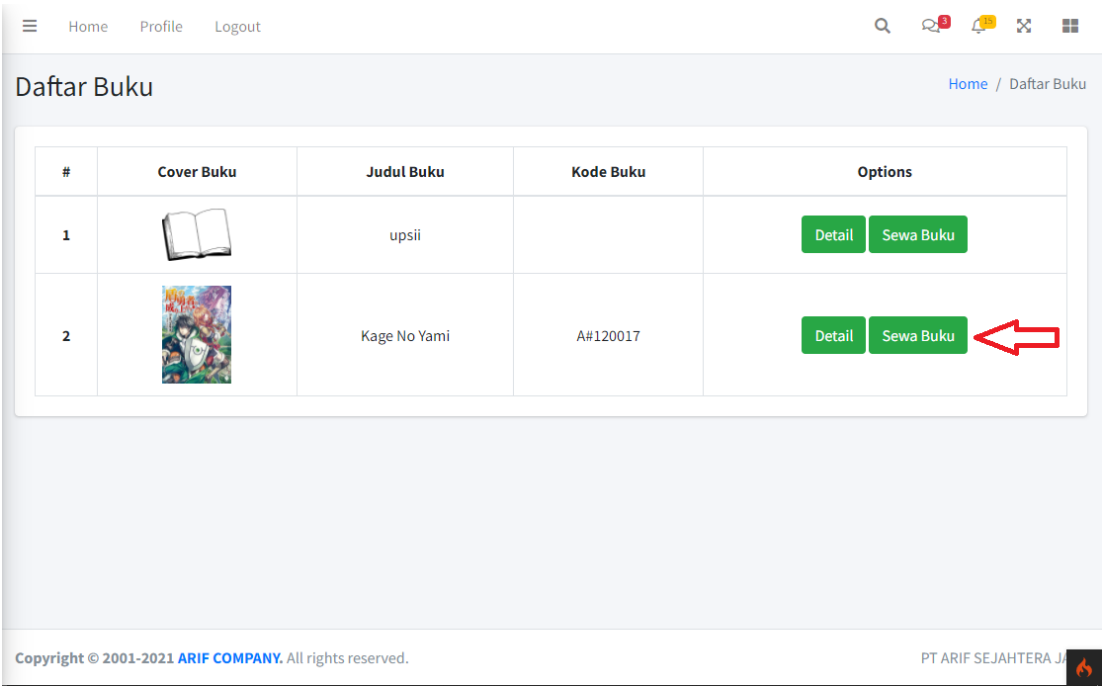 Home Profile Logout 3 15
Daftar Buku Home / Daftar Buku
# Cover Buku Judul Buku Kode Buku Options
1 upsii Detail Sewa Buku
2 Kage No Yami A#120017 Detail Sewa Buku
Copyright © 2001-2021 ARIF COMPANY. All rights reserved. PT ARIF SEJAHTERA